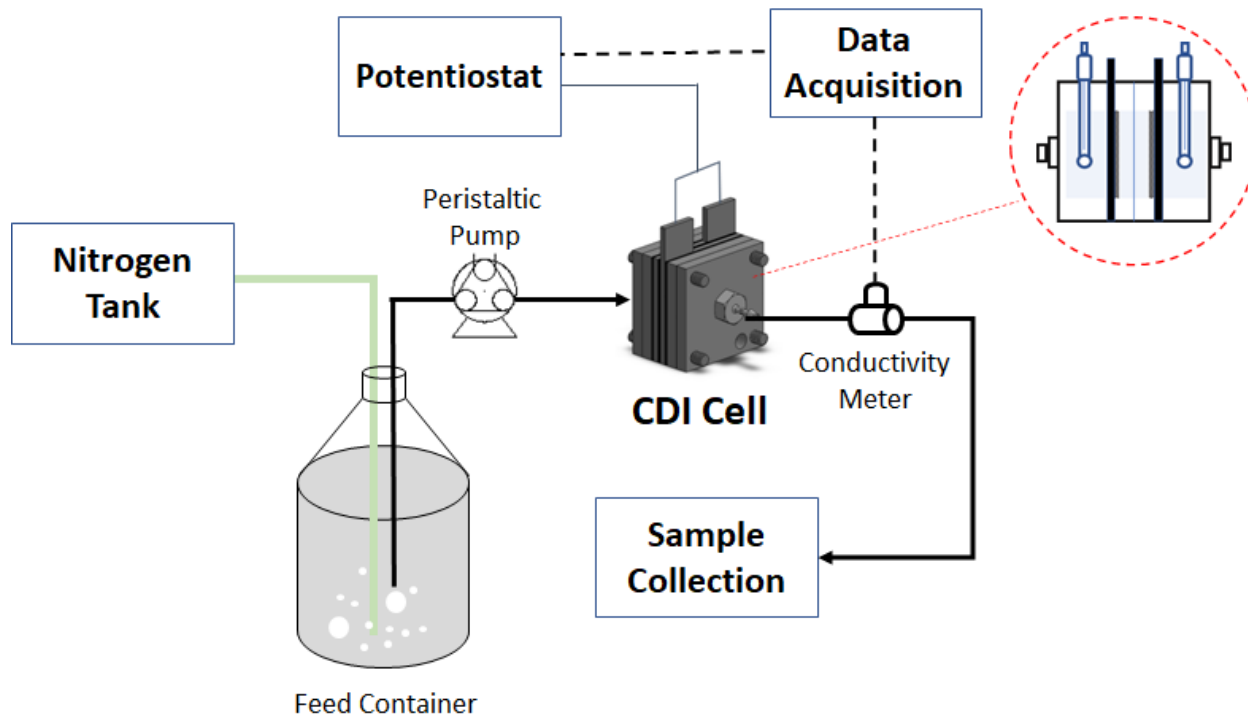 Potentiostat
Data
Acquisition
Peristaltic
Pump
Nitrogen
Tank
Conductivity
Meter
CDI Cell
Sample
Collection
Feed Container